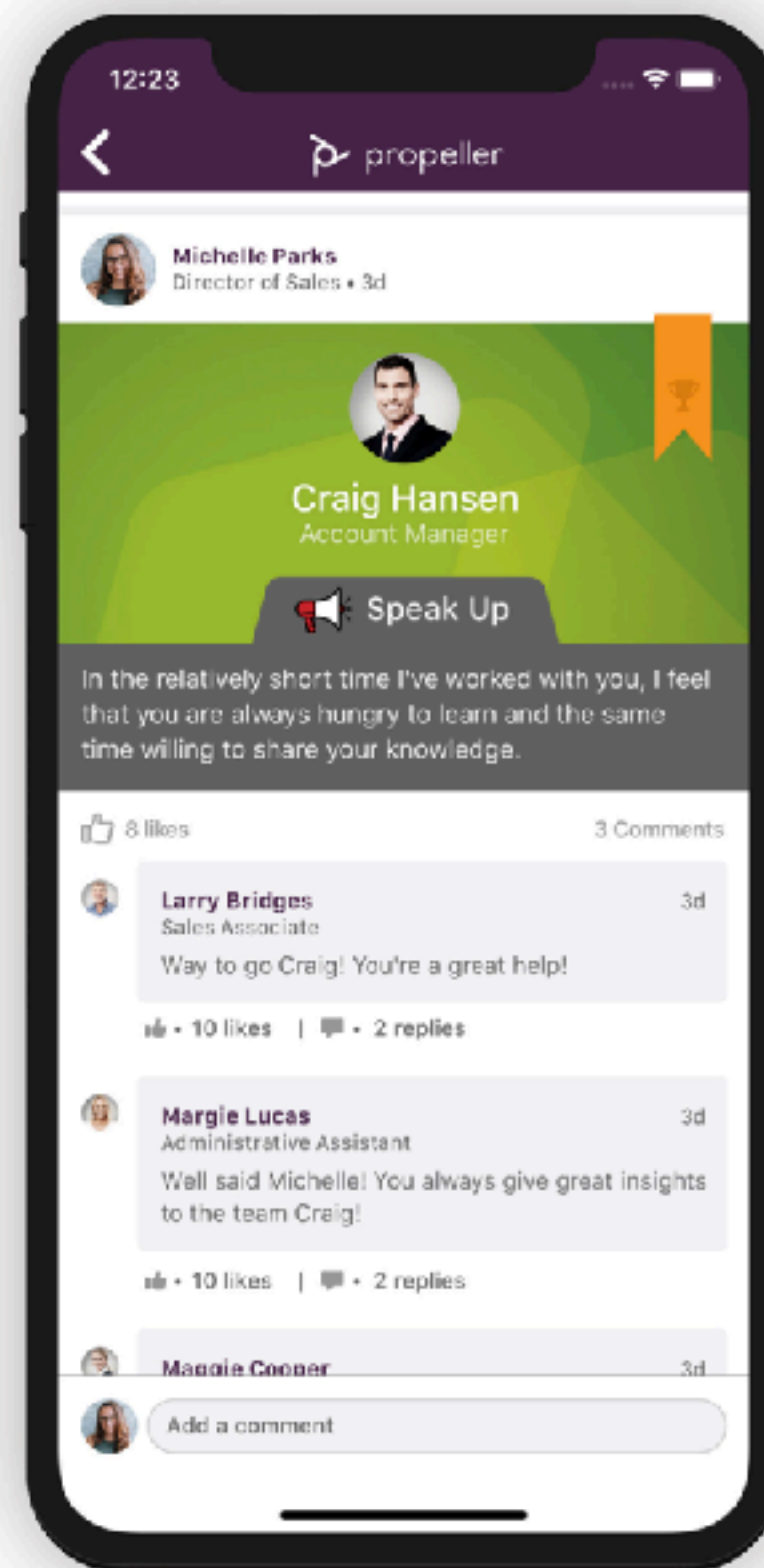 12:23
propeller
Michelle Parks
Director of Sales • 3d
Craig Hansen
Account Manager
Speak Up
In the relatively short time I've worked with you, I feel
that you are always hungry to learn and the same
time willing to share your knowledge.
8 likes
3 Comments
Larry Bridges
3d
Sales Associate
Way to go Craig! You're a great help!
• 10 likes | • 2 replies
Margie Lucas
3d
Administrative Assistant
Well said Michelle! You always give great insights
to the team Craig!
• 10 likes | • 2 replies
Maggie Cooper
3d
Add a comment